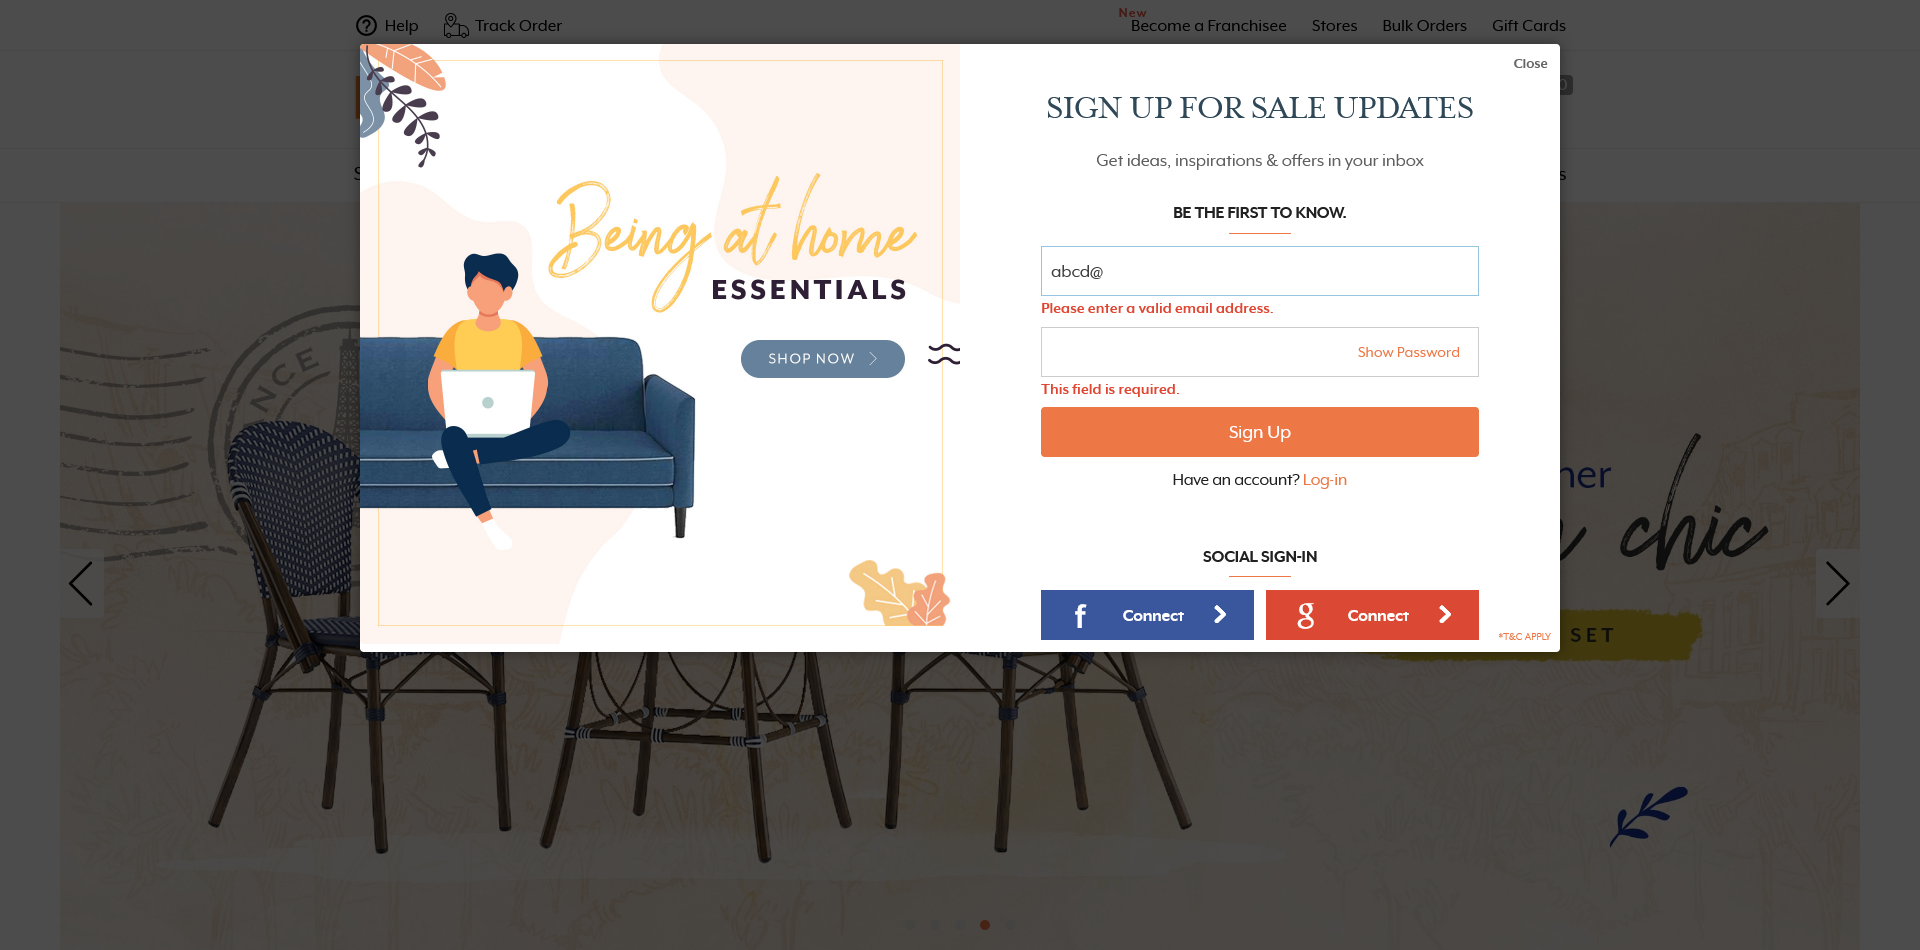 Help
Track Order
New
Become a Franchisee
Stores
Bulk Orders
Gift Cards
Close
SIGN UP FOR SALE UPDATES
Get ideas, inspirations & offers in your inbox
BE THE FIRST TO KNOW.
abcd@
Please enter a valid email address.
Show Password
This field is required.
Sign Up
Have an account? Log-in
SOCIAL SIGN-IN
f Connect
g Connect
*T&C APPLY
Being at home
ESSENTIALS
SHOP NOW
NCE
ner
chic
SET